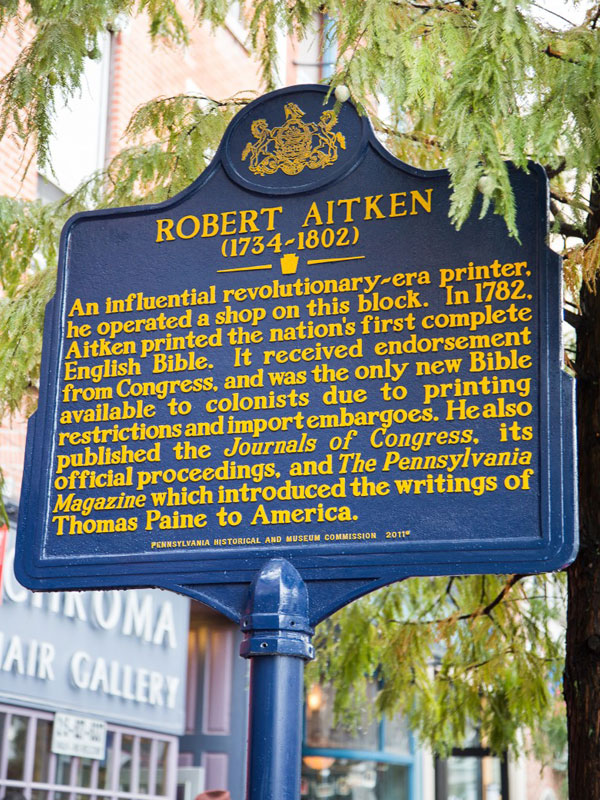 ROBERT AITKEN
(1734-1802)
An influential revolutionary-era printer,
he operated a shop on this block. In 1782,
Aitken printed the nation's first complete
English Bible. It received endorsement
from Congress, and was the only new Bible
available to colonists due to printing
restrictions and import embargoes. He also
published the Journals of Congress, its
official proceedings, and The Pennsylvania
Magazine which introduced the writings of
Thomas Paine to America.
PENNSYLVANIA HISTORICAL AND MUSEUM COMMISSION 2011
CHROMA
HAIR GALLERY